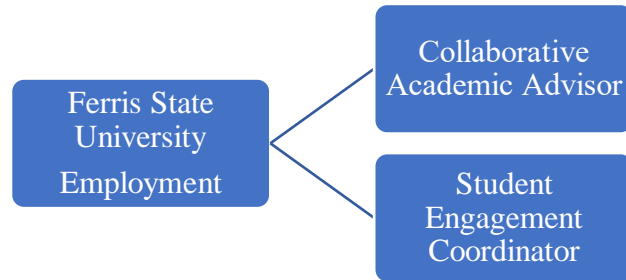 Ferris State
University
Employment
Collaborative
Academic Advisor
Student
Engagement
Coordinator